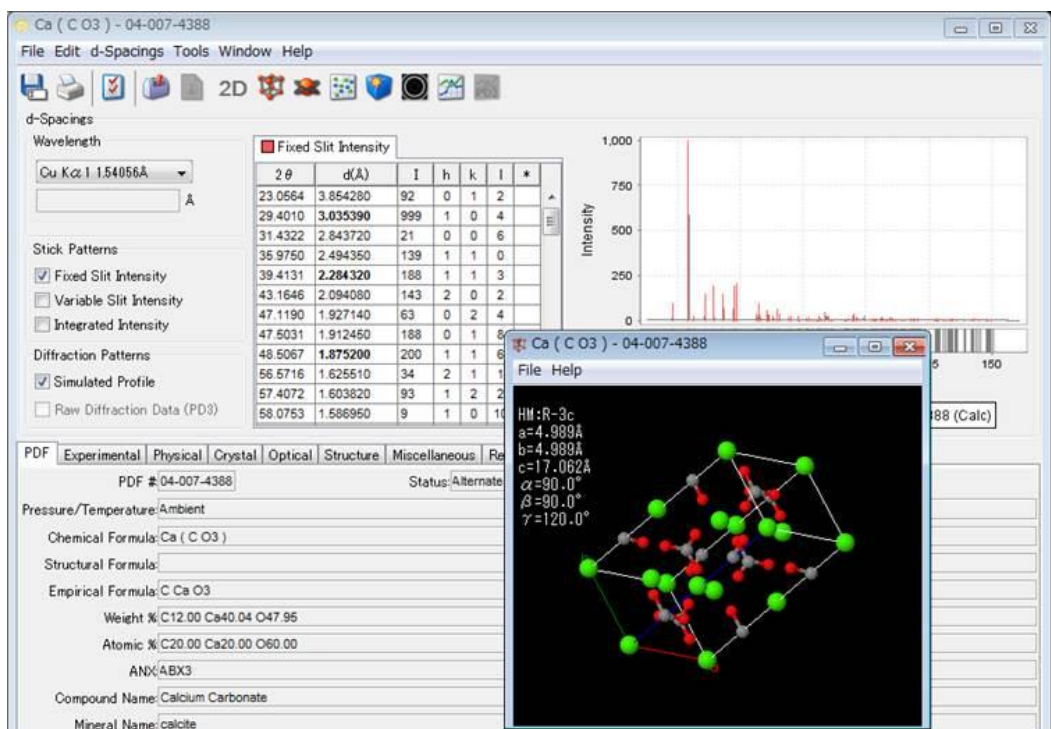 Ca ( C O3 ) - 04-007-4388
File Edit d-Spacings Tools Window Help
2D
d-Spacings
Wavelength
Cu Kα1 1.54056Å
Å
Stick Patterns
Fixed Slit Intensity
Variable Slit Intensity
Integrated Intensity
Diffraction Patterns
Simulated Profile
Raw Diffraction Data (PD3)
Fixed Slit Intensity
2θ d(Å) I h k l *
23.0564 3.854280 92 0 1 2
29.4010 3.035390 999 1 0 4
31.4322 2.843720 21 0 0 6
35.9750 2.494350 139 1 1 0
39.4131 2.284320 188 1 1 3
43.1646 2.094080 143 2 0 2
47.1190 1.927140 63 0 2 4
47.5031 1.912450 188 0 1 8
48.5067 1.875200 200 1 1 6
56.5716 1.625510 34 2 1 1
57.4072 1.603820 93 1 2 2
58.0753 1.586950 9 1 0 10
1,000
750
500
250
0
Intensity
150
88 (Calc)
PDF Experimental Physical Crystal Optical Structure Miscellaneous Re
PDF # 04-007-4388
Status: Alternate
Pressure/Temperature: Ambient
Chemical Formula: Ca ( C O3 )
Structural Formula:
Empirical Formula: C Ca O3
Weight % C12.00 Ca40.04 O47.95
Atomic % C20.00 Ca20.00 O60.00
ANX: ABX3
Compound Name: Calcium Carbonate
Mineral Name: calcite
Ca ( C O3 ) - 04-007-4388
File Help
HM:R-3c
a=4.989Å
b=4.989Å
c=17.062Å
α=90.0°
β=90.0°
γ=120.0°